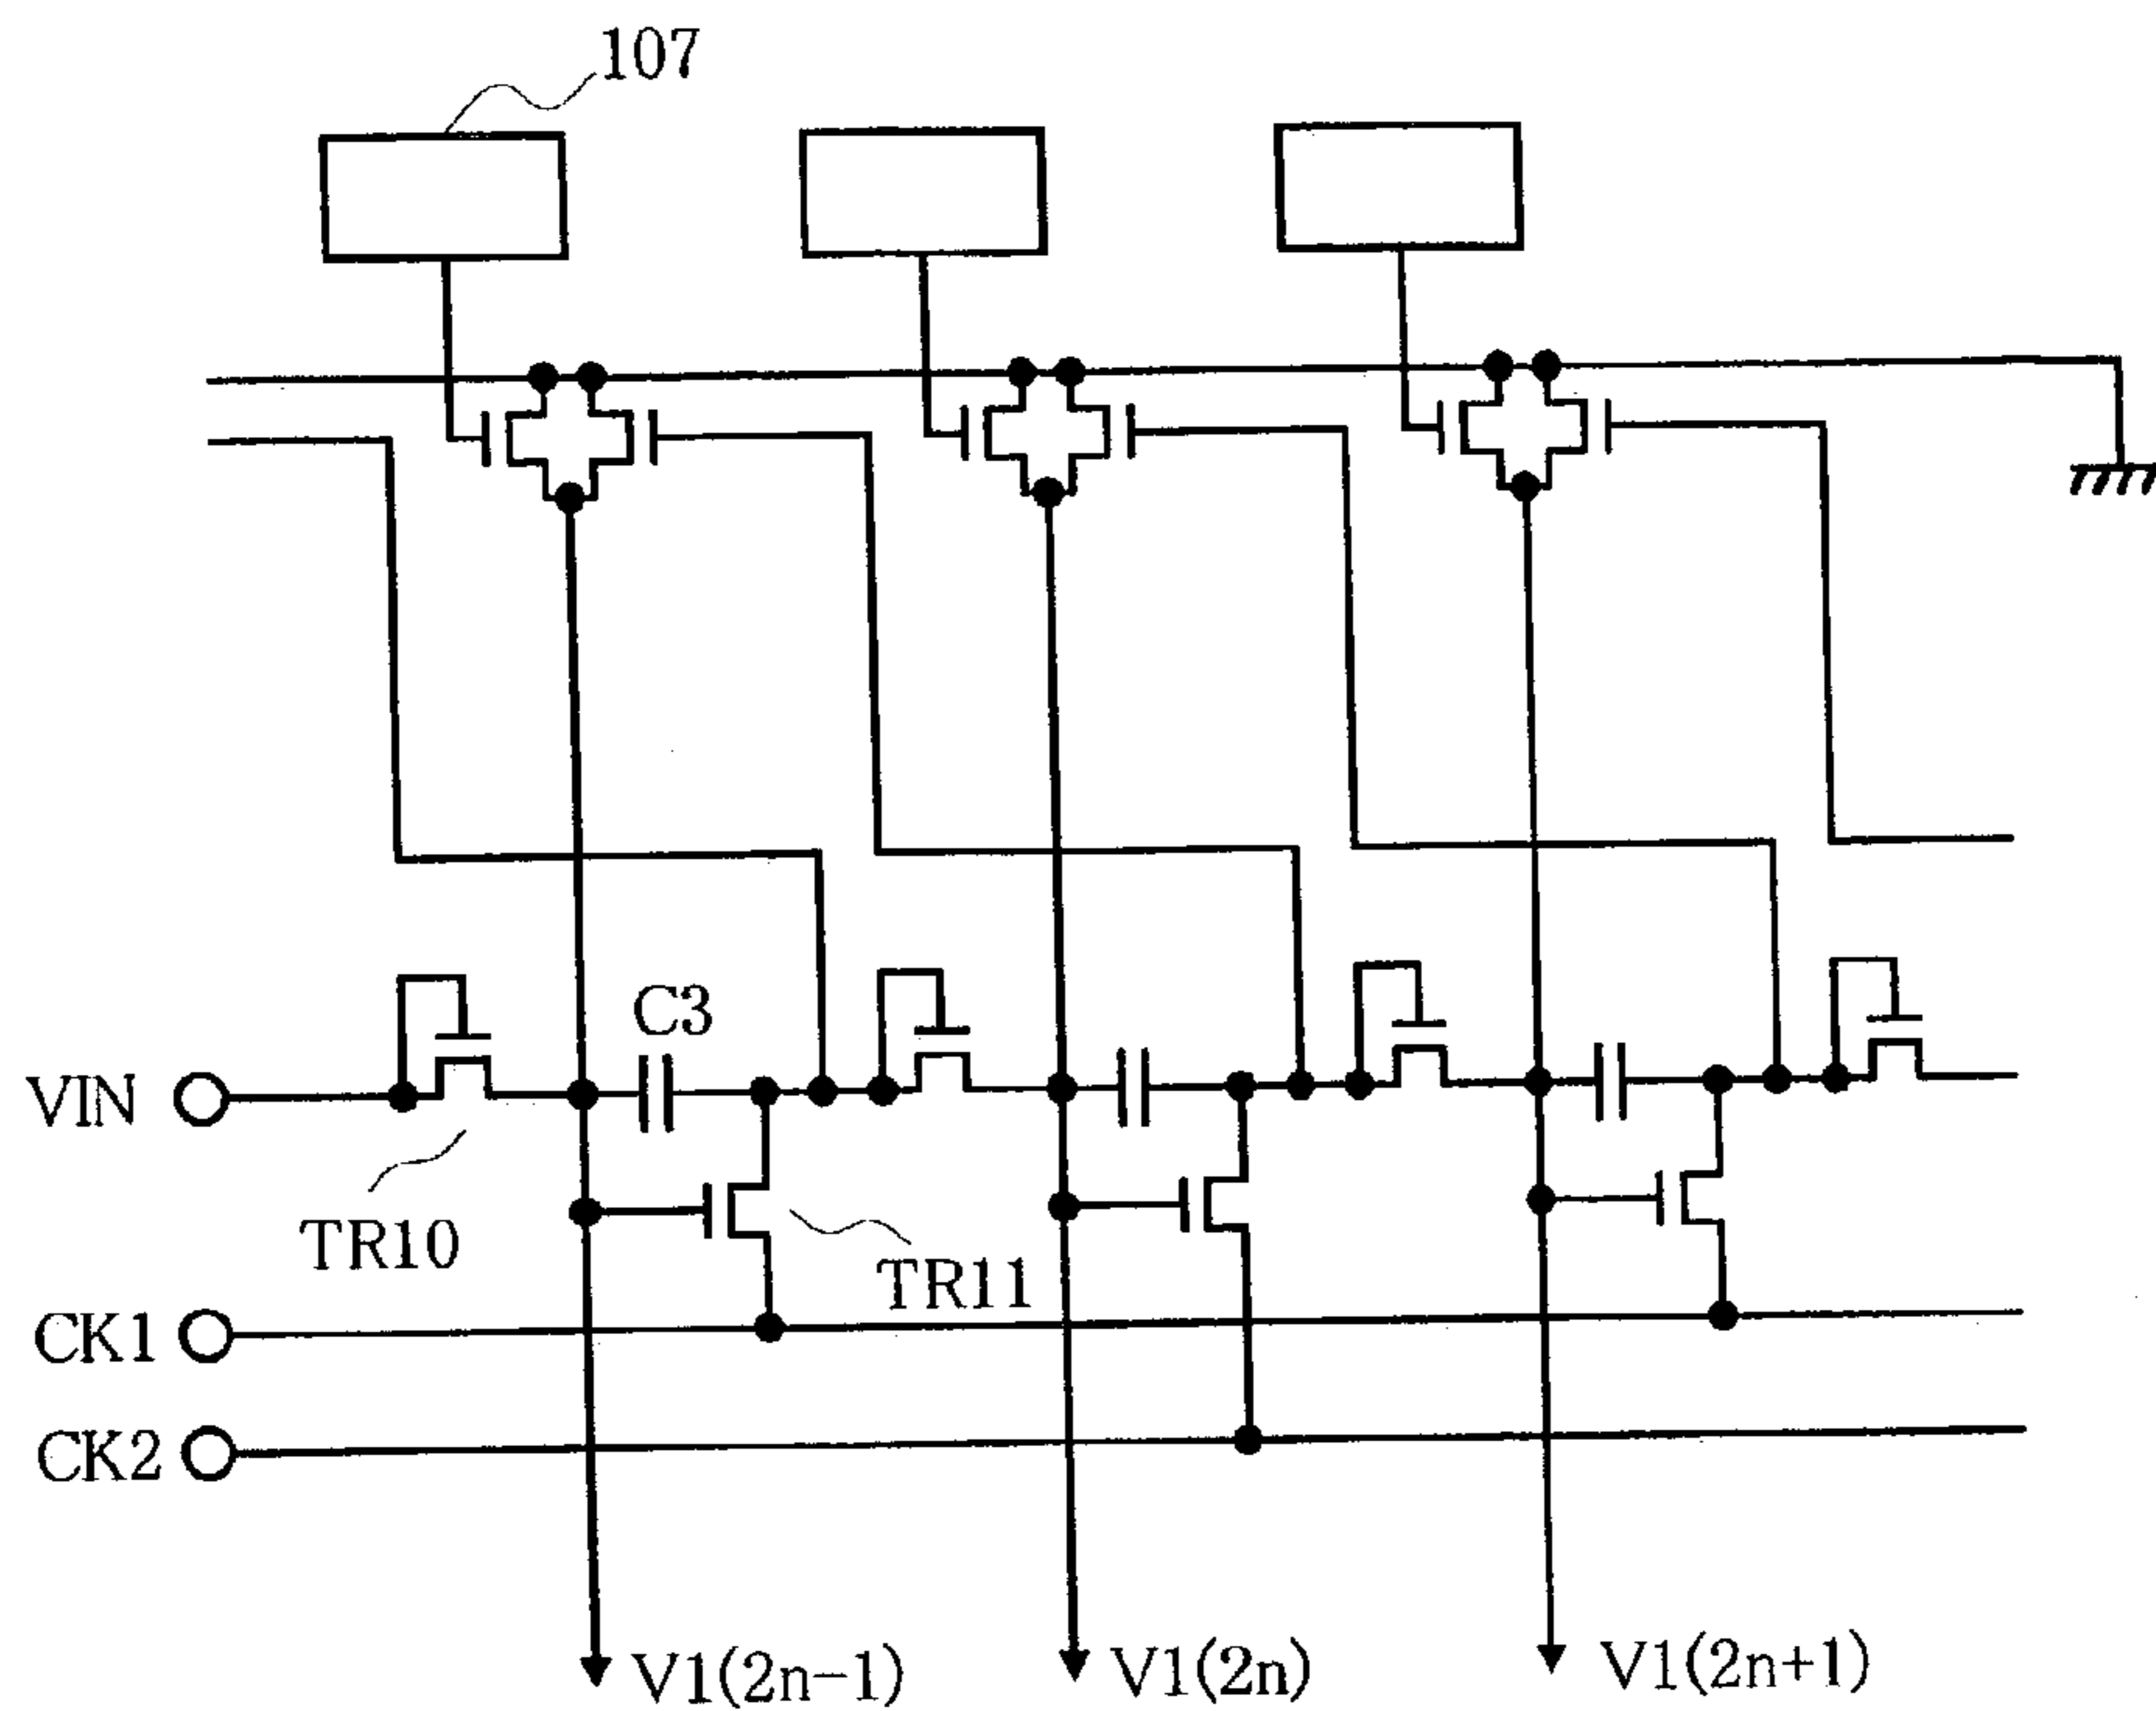 107
C3
VIN
TR10
TR11
CK1
CK2
V1(2n-1)
V1(2n)
V1(2n+1)